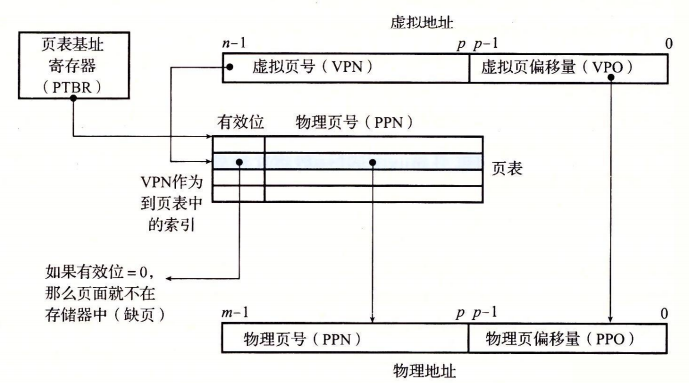 虚拟地址
页表基址
寄存器
（PTBR）
n-1
p p-1
0
虚拟页号（VPN）
虚拟页偏移量（VPO）
有效位
物理页号（PPN）
页表
VPN作为
到页表中
的索引
如果有效位=0，
那么页面就不在
存储器中（缺页）
m-1
p p-1
0
物理页号（PPN）
物理页偏移量（PPO）
物理地址